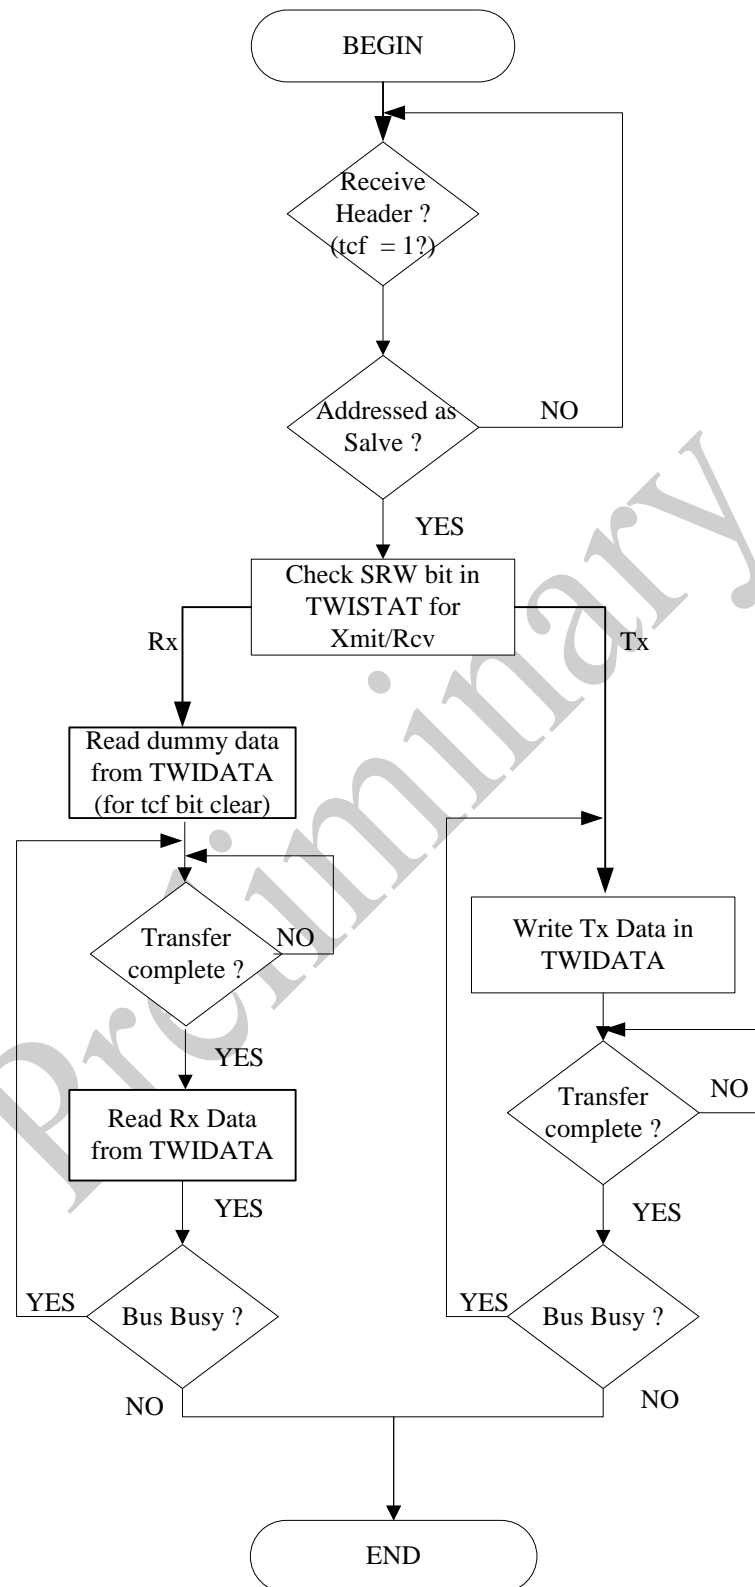 BEGIN
Receive
Header ?
(tcf = 1?)
Addressed as
Salve ?
NO
YES
Check SRW bit in
TWISTAT for
Xmit/Rcv
Rx
Tx
Read dummy data
from TWIDATA
(for tcf bit clear)
Transfer
complete ?
NO
Write Tx Data in
TWIDATA
YES
Read Rx Data
from TWIDATA
Transfer
complete ?
NO
YES
YES
Bus Busy ?
YES
Bus Busy ?
YES
NO
NO
END
Preliminary